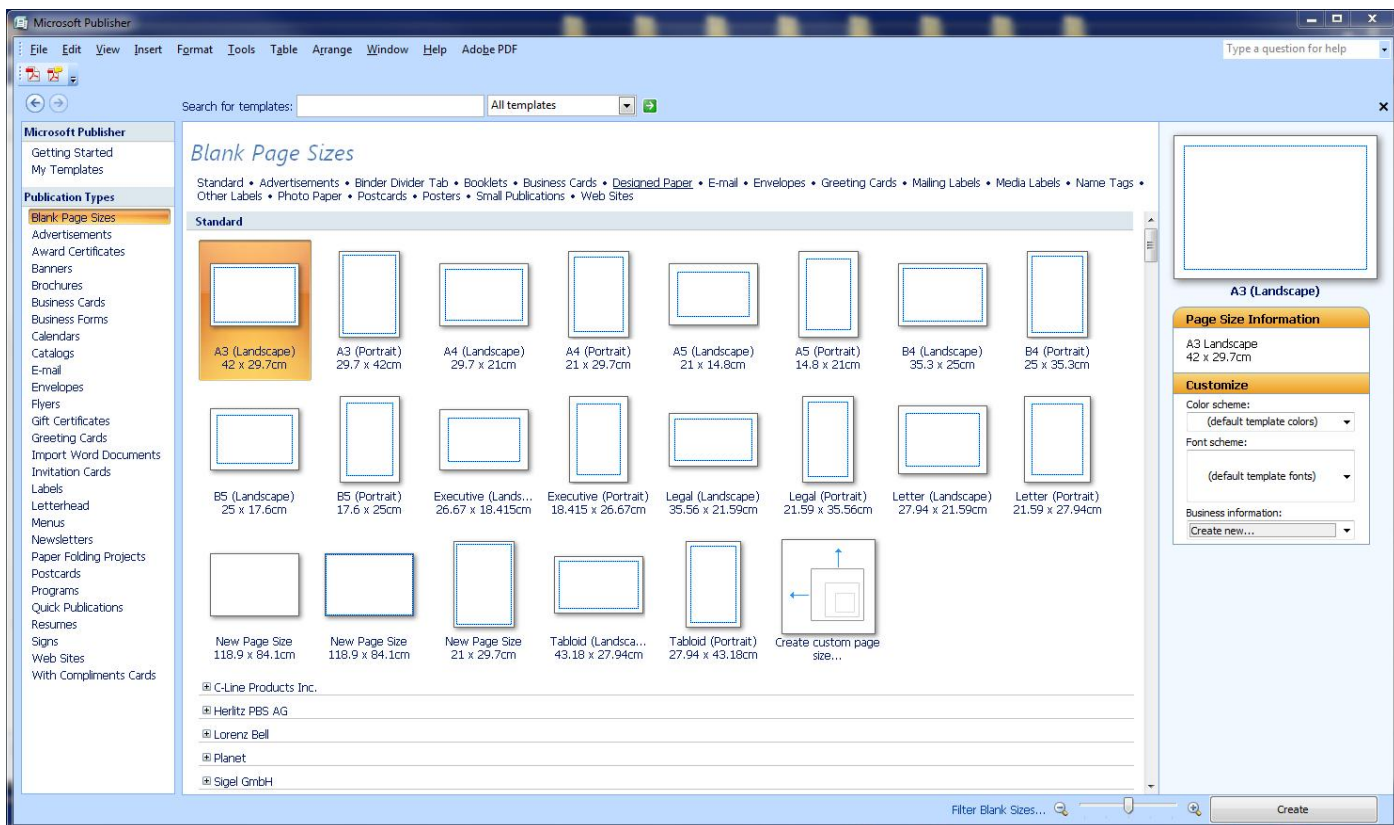 Microsoft Publisher
File Edit View Insert Format Tools Table Arrange Window Help Adobe PDF
Type a question for help
Search for templates: All templates
Microsoft Publisher
Getting Started
My Templates
Publication Types
Blank Page Sizes
Advertisements
Award Certificates
Banners
Brochures
Business Cards
Business Forms
Calendars
Catalogs
E-mail
Envelopes
Flyers
Gift Certificates
Greeting Cards
Import Word Documents
Invitation Cards
Labels
Letterhead
Menus
Newsletters
Paper Folding Projects
Postcards
Programs
Quick Publications
Resumes
Signs
Web Sites
With Compliments Cards
Blank Page Sizes
Standard • Advertisements • Binder Divider Tab • Booklets • Business Cards • Designed Paper • E-mail • Envelopes • Greeting Cards • Mailing Labels • Media Labels • Name Tags •
Other Labels • Photo Paper • Postcards • Posters • Small Publications • Web Sites
Standard
A3 (Landscape) A3 (Portrait) A4 (Landscape) A4 (Portrait) A5 (Landscape) A5 (Portrait) B4 (Landscape) B4 (Portrait)
42 x 29.7cm 29.7 x 42cm 29.7 x 21cm 21 x 29.7cm 21 x 14.8cm 14.8 x 21cm 35.3 x 25cm 25 x 35.3cm
B5 (Landscape) B5 (Portrait) Executive (Lands... Executive (Portrait) Legal (Landscape) Legal (Portrait) Letter (Landscape) Letter (Portrait)
25 x 17.6cm 17.6 x 25cm 26.67 x 18.415cm 18.415 x 26.67cm 35.56 x 21.59cm 21.59 x 35.56cm 27.94 x 21.59cm 21.59 x 27.94cm
New Page Size New Page Size New Page Size Tabloid (Landsca... Tabloid (Portrait) Create custom page
118.9 x 84.1cm 118.9 x 84.1cm 21 x 29.7cm 43.18 x 27.94cm 27.94 x 43.18cm size...
C-Line Products Inc.
Herlitz PBS AG
Lorenz Bell
Planet
Sigel GmbH
A3 (Landscape)
Page Size Information
A3 Landscape
42 x 29.7cm
Customize
Color scheme:
(default template colors)
Font scheme:
(default template fonts)
Business information:
Create new...
Filter Blank Sizes...
Create